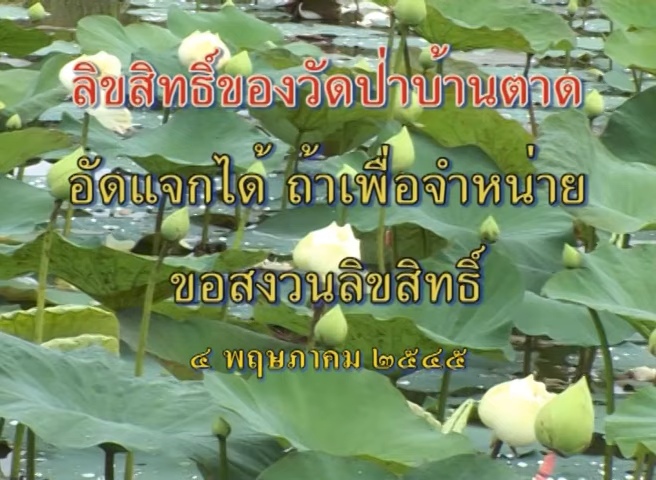 ลิขสิทธิ์ของวัดป่าบ้านตาด
อัดแจกได้ ถ้าเพื่อจำหน่าย
ขอสงวนลิขสิทธิ์
๔ พฤษภาคม ๒๕๔๕